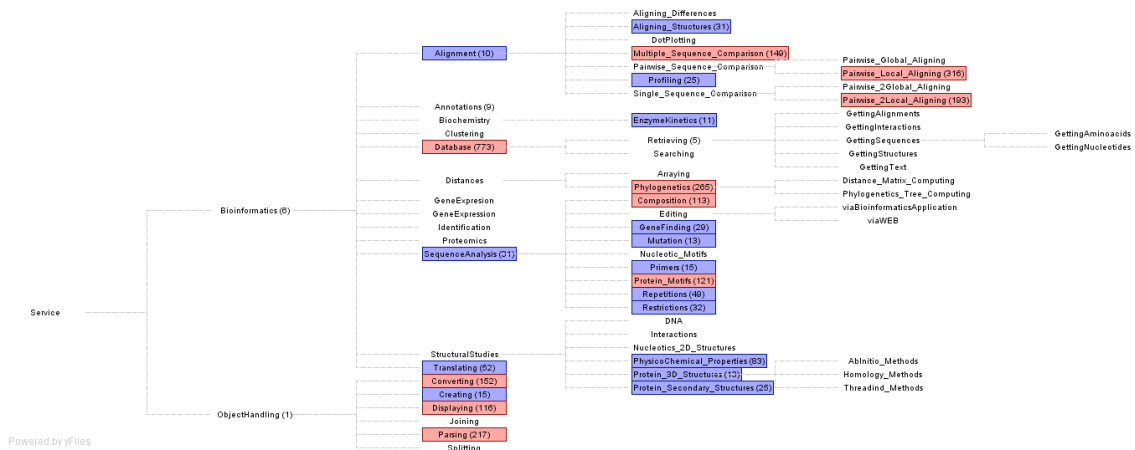 Aligning_Differences
Aligning_Structures (31)
DotPlotting
Alignment (10)
Multiple_Sequence_Comparison (149)
Pairwise_Global_Aligning
Pairwise_Sequence_Comparison
Pairwise_Local_Aligning (316)
Profiling (25)
Pairwise_2Global_Aligning
Single_Sequence_Comparison
Pairwise_2Local_Aligning (193)
Annotations (9)
GettingAlignments
Biochemistry
EnzymeKinetics (11)
GettingInteractions
Clustering
Retrieving (5)
GettingSequences
GettingAminoacids
Database (773)
Searching
GettingStructures
GettingNucleotides
GettingText
Arraying
Distances
Distance_Matrix_Computing
Phylogenetics (265)
Phylogenetics_Tree_Computing
GeneExpresion
Composition (113)
viaBioinformaticsApplication
Bioinformatics (6)
GeneExpression
Editing
viaWEB
Identification
GeneFinding (29)
Proteomics
Mutation (13)
SequenceAnalysis (31)
Nucleotic_Motifs
Primers (15)
Protein_Motifs (121)
Repetitions (49)
Restrictions (32)
Service
DNA
Interactions
Nucleotics_2D_Structures
StructuralStudies
PhysicoChemical_Properties (83)
AbInitio_Methods
Translating (52)
Protein_3D_Structures (13)
Homology_Methods
Converting (152)
Protein_Secondary_Structures (25)
Threadind_Methods
Creating (15)
Displaying (116)
ObjectHandling (1)
Joining
Parsing (217)
Splitting
Powered by yFiles